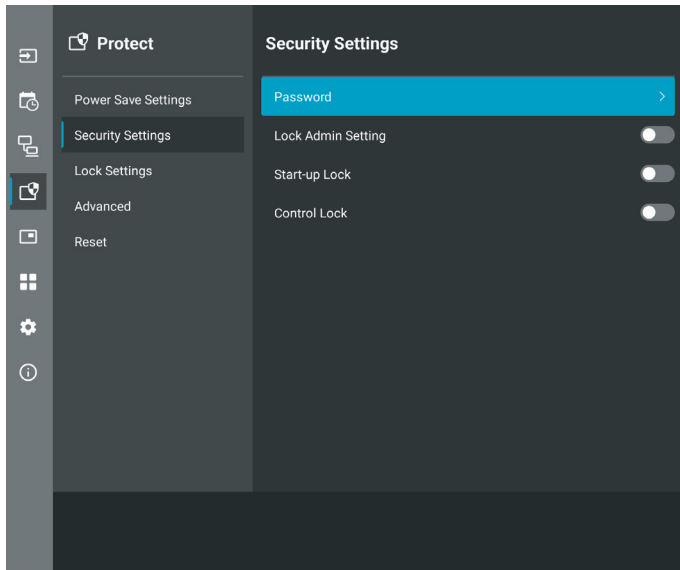 Protect
Power Save Settings
Security Settings
Lock Settings
Advanced
Reset
Security Settings
Password
Lock Admin Setting
Start-up Lock
Control Lock